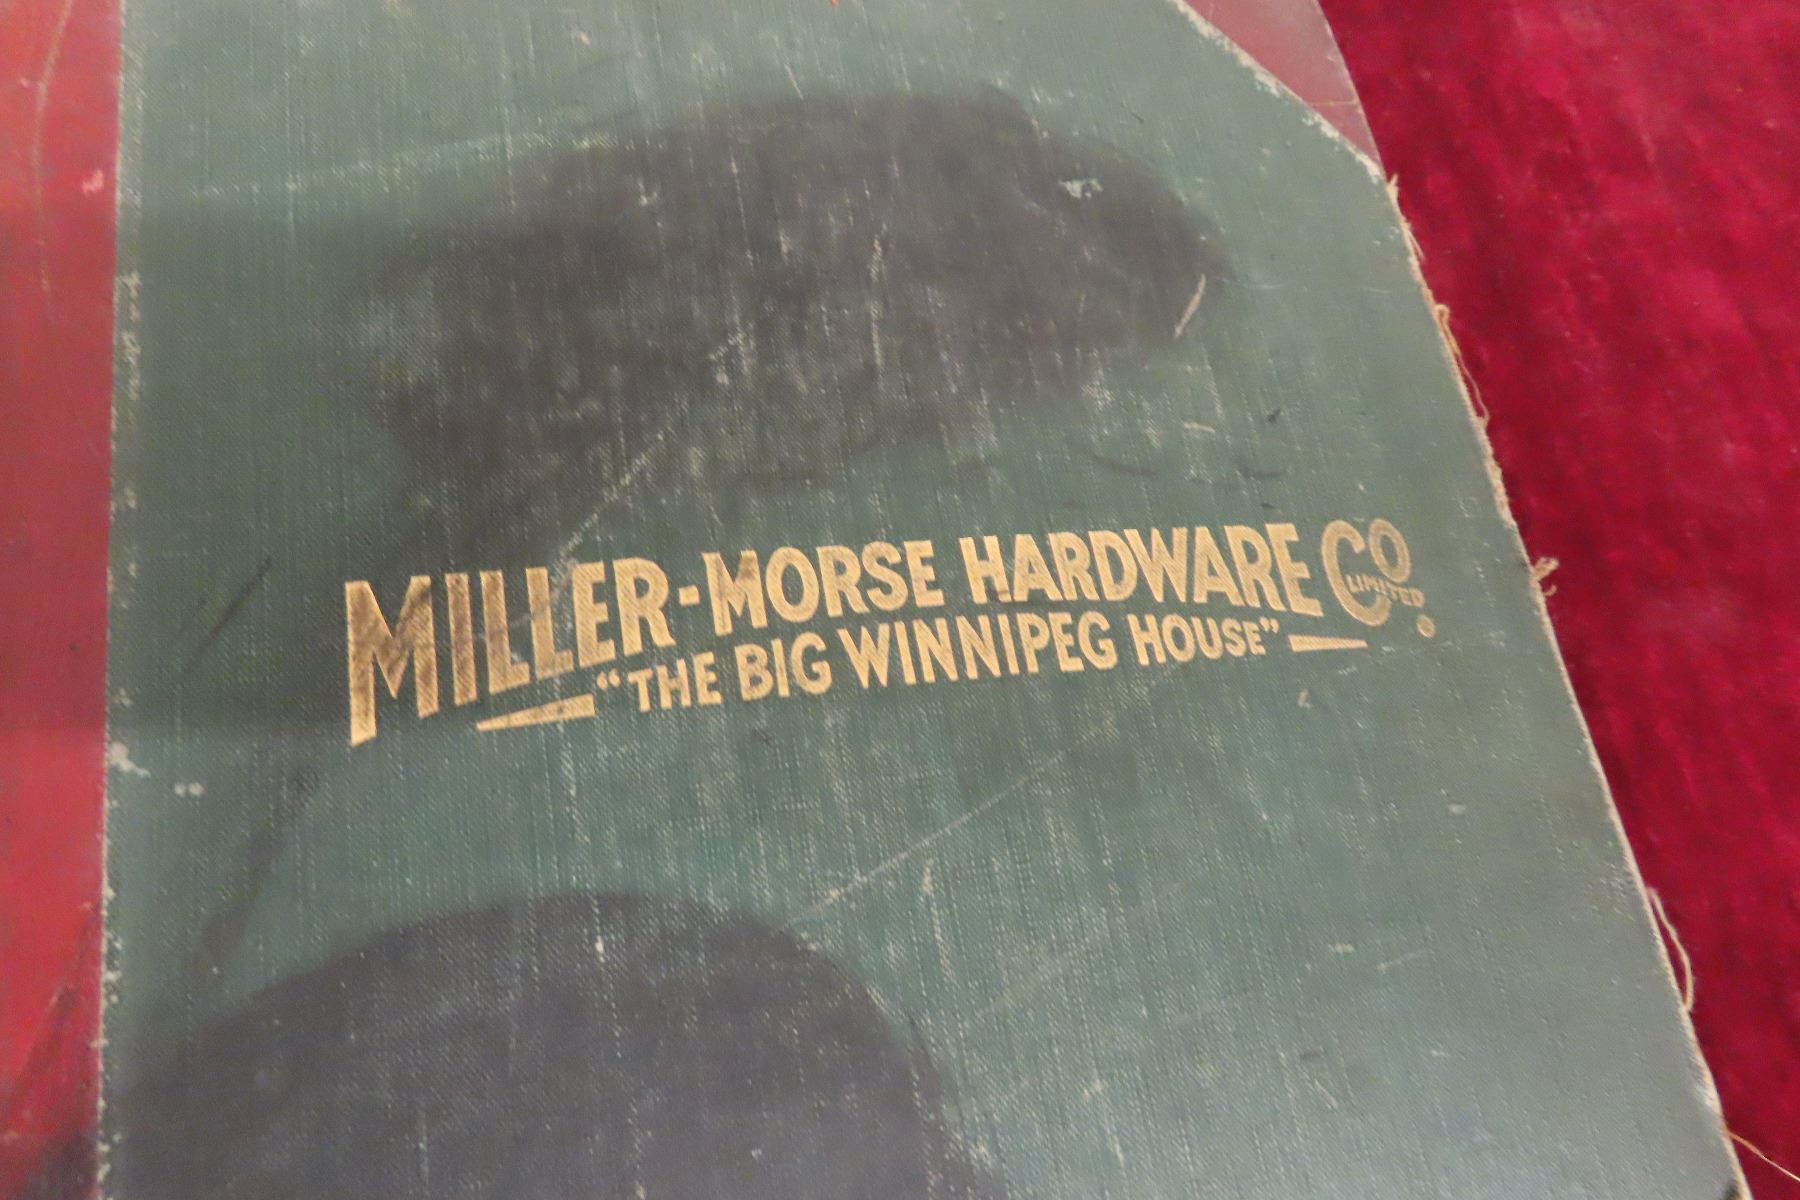 MILLER-MORSE HARDWARE CO LIMITED.
"THE BIG WINNIPEG HOUSE"